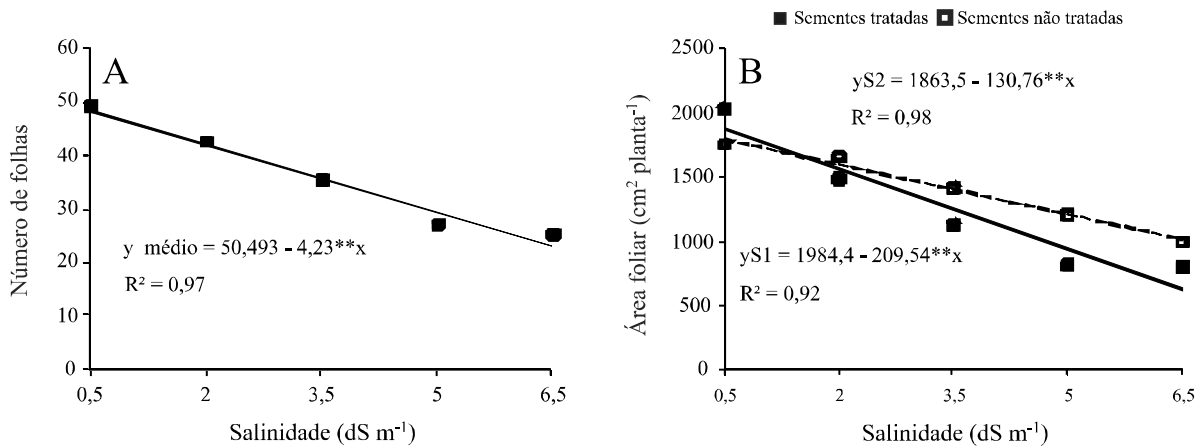 A
Número de folhas
60
50
40
30
20
10
0
y médio = 50,493 – 4,23**x
R² = 0,97
0,5 2 3,5 5 6,5
Salinidade (dS m⁻¹)
Sementes tratadas Sementes não tratadas
B
Área foliar (cm² planta⁻¹)
2500
2000
1500
1000
500
0
yS2 = 1863,5 – 130,76**x
R² = 0,98
yS1 = 1984,4 – 209,54**x
R² = 0,92
0,5 2 3,5 5 6,5
Salinidade (dS m⁻¹)